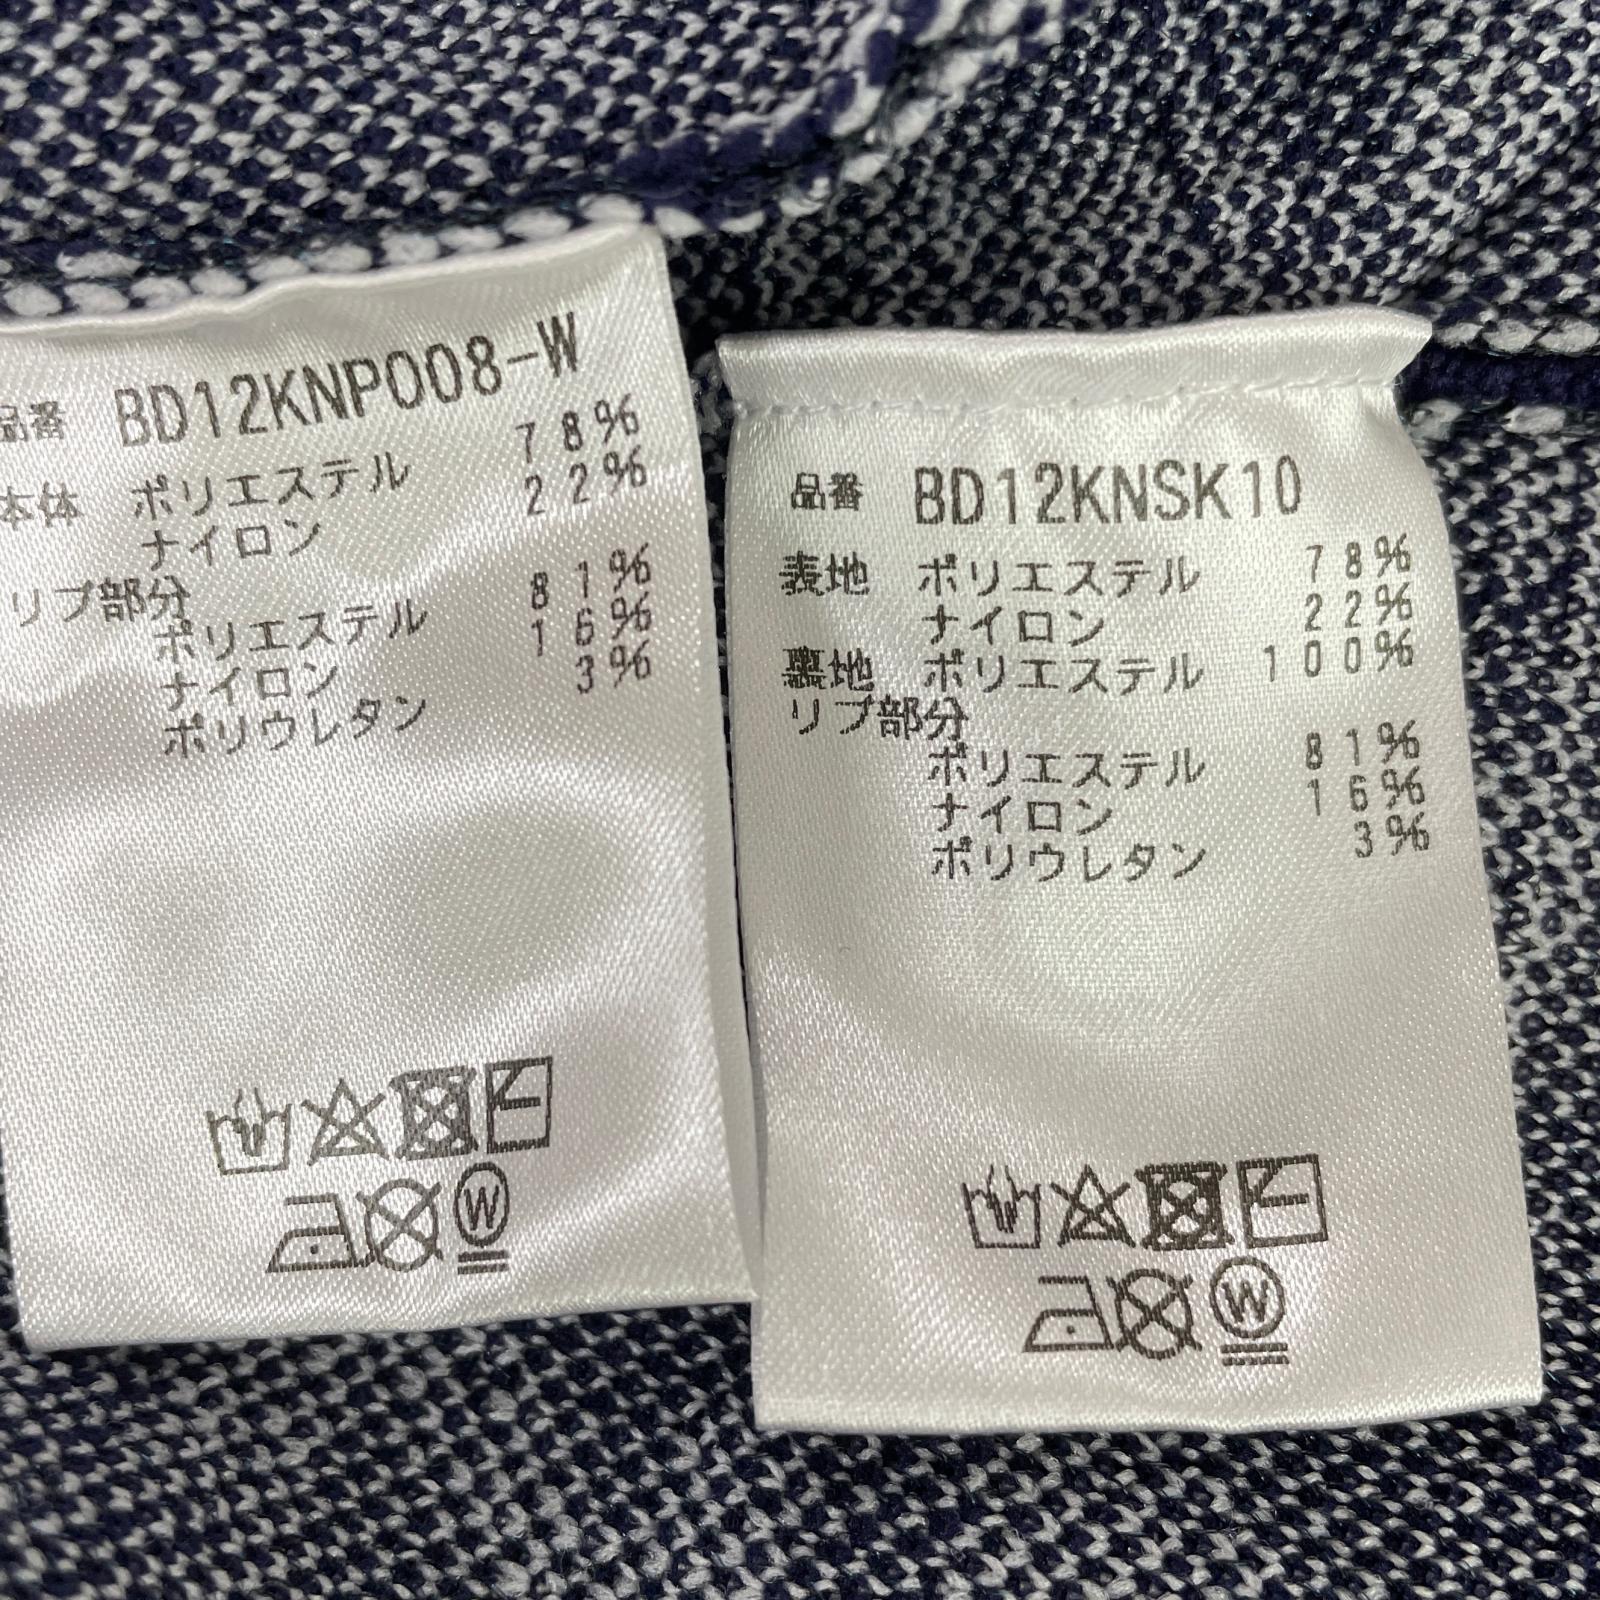 品番 BD12KNP008-W
本体 ポリエステル 78%
ナイロン 22%
リブ部分
ポリエステル 81%
ナイロン 16%
ポリウレタン 3%
W
品番 BD12KNSK10
表地 ポリエステル 78%
ナイロン 22%
裏地 ポリエステル 100%
リブ部分
ポリエステル 81%
ナイロン 16%
ポリウレタン 3%
W